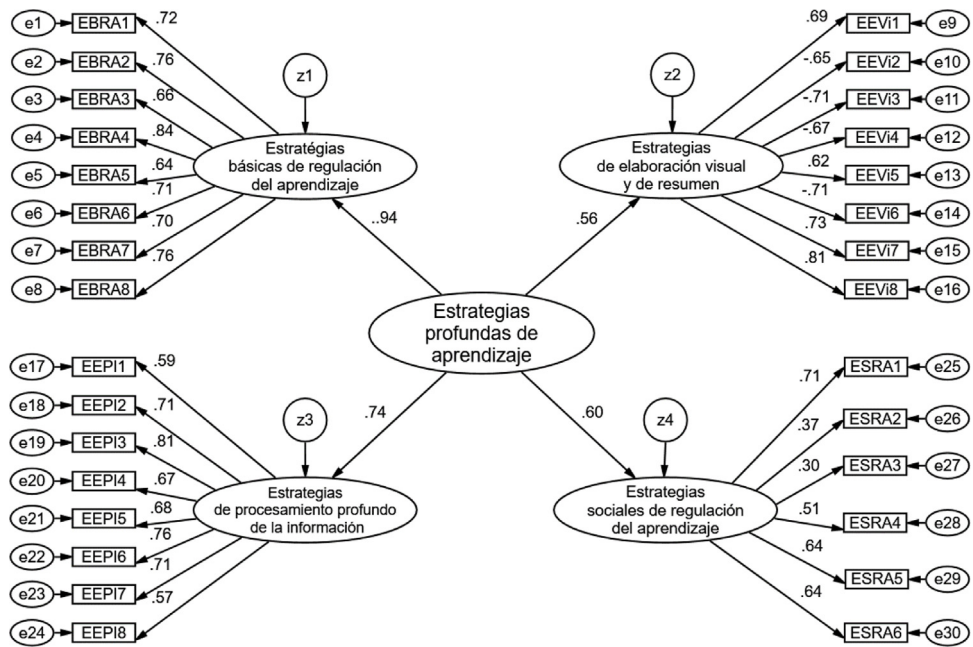 e1 EBRA1 .72
e2 EBRA2 .76
e3 EBRA3 .66
e4 EBRA4 .84
e5 EBRA5 .64
e6 EBRA6 .71
e7 EBRA7 .70
e8 EBRA8 .76
z1
Estratégias
básicas de regulación
del aprendizaje
..94
z2
Estrategias
de elaboración visual
y de resumen
.56
.69 EEVi1 e9
-.65 EEVi2 e10
-.71 EEVi3 e11
-.67 EEVi4 e12
.62 EEVi5 e13
-.71 EEVi6 e14
.73 EEVi7 e15
.81 EEVi8 e16
Estrategias
profundas de
aprendizaje
e17 EEPI1 .59
e18 EEPI2 .71
e19 EEPI3 .81
e20 EEPI4 .67
e21 EEPI5 .68
e22 EEPI6 .76
e23 EEPI7 .71
e24 EEPI8 .57
z3
Estrategias
de procesamiento profundo
de la información
.74
z4
Estrategias
sociales de regulación
del aprendizaje
.60
.71 ESRA1 e25
.37 ESRA2 e26
.30 ESRA3 e27
.51 ESRA4 e28
.64 ESRA5 e29
.64 ESRA6 e30